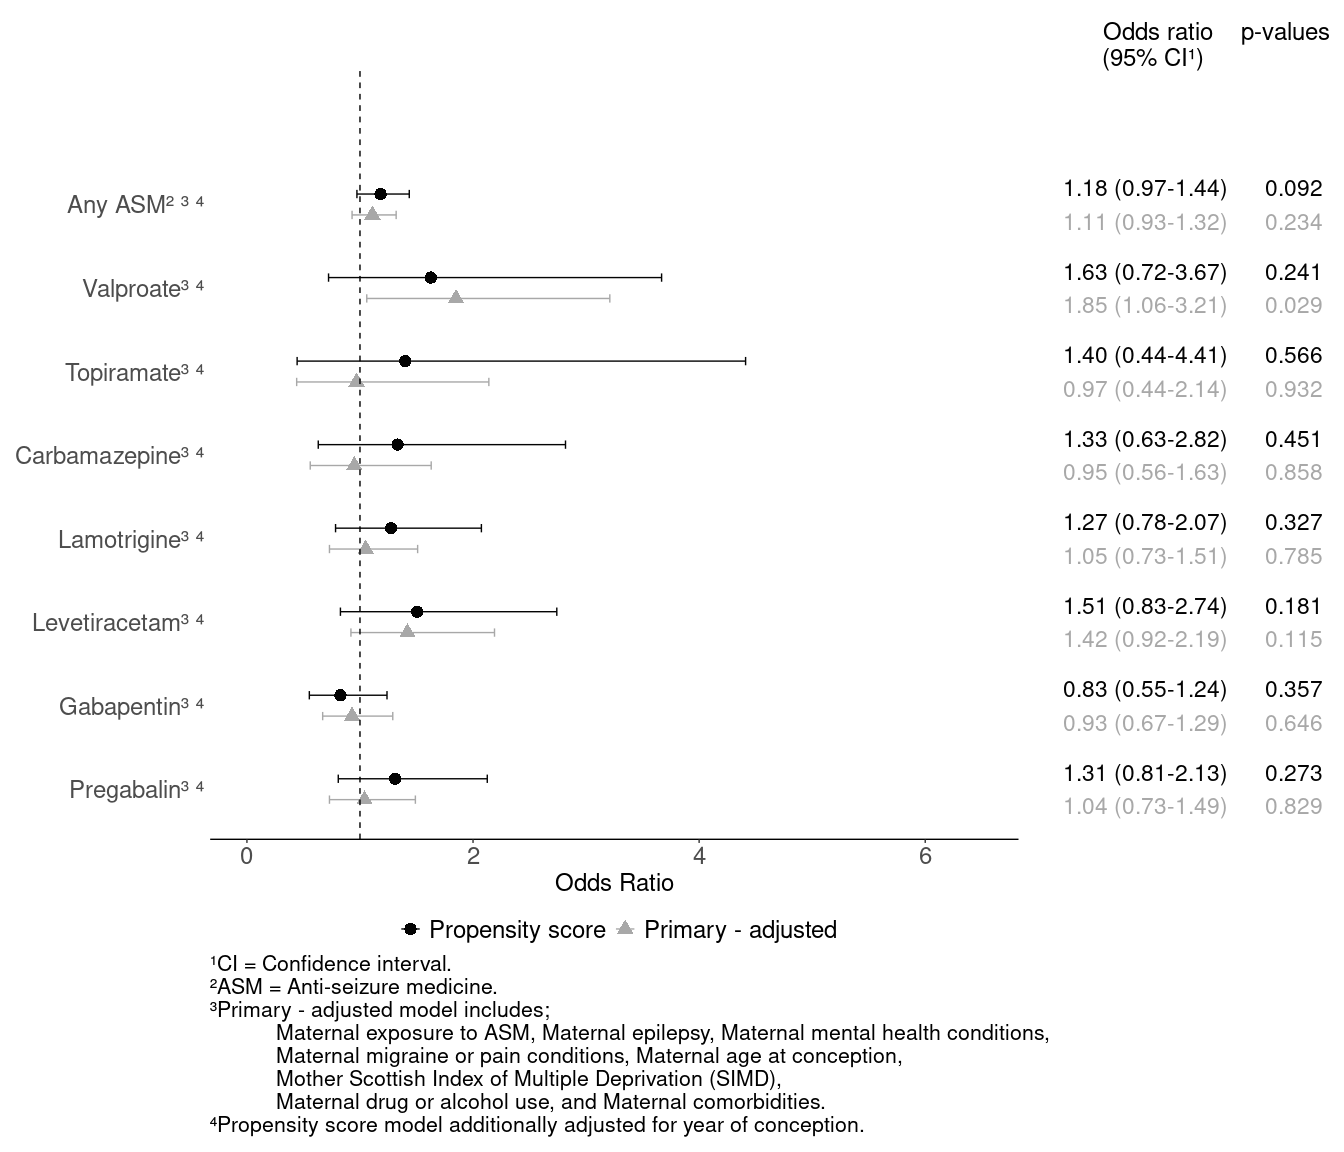 Odds ratio p-values
(95% CI¹)
Any ASM² ³ ⁴ 1.18 (0.97-1.44) 0.092
1.11 (0.93-1.32) 0.234
Valproate³ ⁴ 1.63 (0.72-3.67) 0.241
1.85 (1.06-3.21) 0.029
Topiramate³ ⁴ 1.40 (0.44-4.41) 0.566
0.97 (0.44-2.14) 0.932
Carbamazepine³ ⁴ 1.33 (0.63-2.82) 0.451
0.95 (0.56-1.63) 0.858
Lamotrigine³ ⁴ 1.27 (0.78-2.07) 0.327
1.05 (0.73-1.51) 0.785
Levetiracetam³ ⁴ 1.51 (0.83-2.74) 0.181
1.42 (0.92-2.19) 0.115
Gabapentin³ ⁴ 0.83 (0.55-1.24) 0.357
0.93 (0.67-1.29) 0.646
Pregabalin³ ⁴ 1.31 (0.81-2.13) 0.273
1.04 (0.73-1.49) 0.829
0 2 4 6
Odds Ratio
Propensity score Primary - adjusted
¹CI = Confidence interval.
²ASM = Anti-seizure medicine.
³Primary - adjusted model includes;
Maternal exposure to ASM, Maternal epilepsy, Maternal mental health conditions,
Maternal migraine or pain conditions, Maternal age at conception,
Mother Scottish Index of Multiple Deprivation (SIMD),
Maternal drug or alcohol use, and Maternal comorbidities.
⁴Propensity score model additionally adjusted for year of conception.